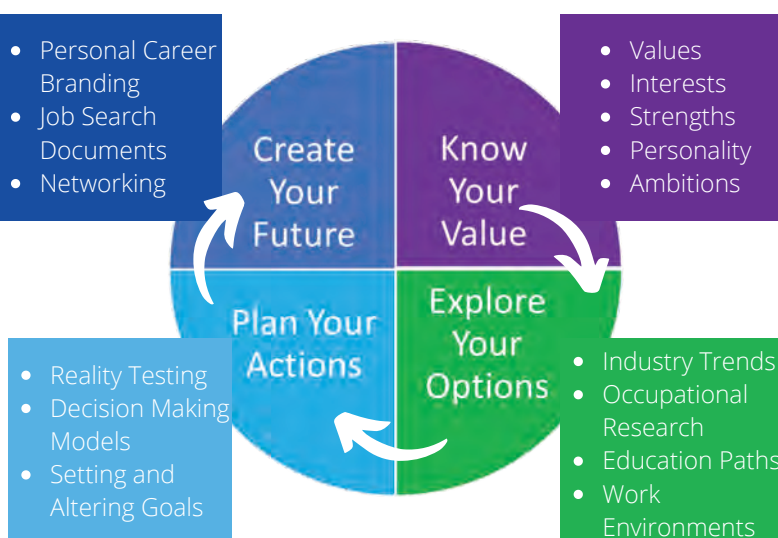 • Personal Career
Branding
• Job Search
Documents
• Networking
Create
Your
Future
Know
Your
Value
• Values
• Interests
• Strengths
• Personality
• Ambitions
Plan Your
Actions
Explore
Your
Options
• Reality Testing
• Decision Making
Models
• Setting and
Altering Goals
• Industry Trends
• Occupational
Research
• Education Paths
• Work
Environments